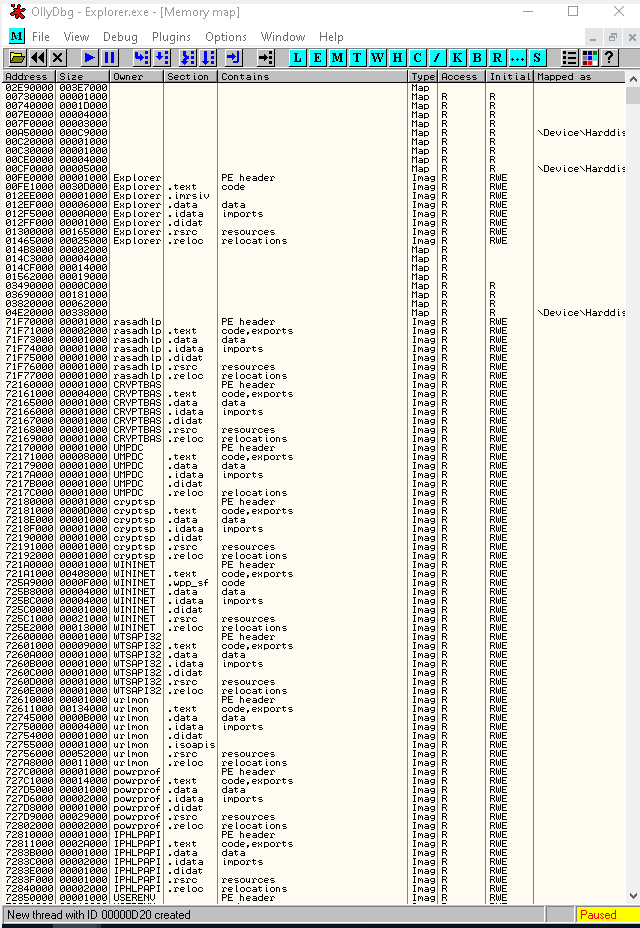 OllyDbg - Explorer.exe - [Memory map]
M File View Debug Plugins Options Window Help
L E M T W H C / K B R ... S ?
Address Size Owner Section Contains Type Access Initial Mapped as
02E90000 003E7000 Map
00730000 00001000 Map R R
00740000 0001D000 Map R R
007E0000 00004000 Map R R
007F0000 00003000 Map R R
00A50000 000C9000 Map R R \Device\Harddis
00C20000 00001000 Map R R
00C30000 00001000 Map R R
00CE0000 00004000 Map R R
00CF0000 00005000 Map R R \Device\Harddis
00FE0000 00001000 Explorer PE header Imag R RWE
00FE1000 0030D000 Explorer .text code Imag R RWE
012EE000 00001000 Explorer .imrsiv Imag R RWE
012EF000 00006000 Explorer .data data Imag R RWE
012F5000 0000A000 Explorer .idata imports Imag R RWE
012FF000 00001000 Explorer .didat Imag R RWE
01300000 00165000 Explorer .rsrc resources Imag R RWE
01465000 00025000 Explorer .reloc relocations Imag R RWE
014B8000 00002000 Map R R
014C3000 00004000 Map R R
014CF000 00014000 Map R R
01562000 00019000 Map R
03490000 0000C000 Map R R
03690000 00181000 Map R R
03820000 00062000 Map R R
04E20000 00338000 Map R R \Device\Harddis
71F70000 00001000 rasadhlp PE header Imag R RWE
71F71000 00002000 rasadhlp .text code,exports Imag R RWE
71F73000 00001000 rasadhlp .data data Imag R RWE
71F74000 00001000 rasadhlp .idata imports Imag R RWE
71F75000 00001000 rasadhlp .didat Imag R RWE
71F76000 00001000 rasadhlp .rsrc resources Imag R RWE
71F77000 00001000 rasadhlp .reloc relocations Imag R RWE
72160000 00001000 CRYPTBAS PE header Imag R RWE
72161000 00004000 CRYPTBAS .text code,exports Imag R RWE
72165000 00001000 CRYPTBAS .data data Imag R RWE
72166000 00001000 CRYPTBAS .idata imports Imag R RWE
72167000 00001000 CRYPTBAS .didat Imag R RWE
72168000 00001000 CRYPTBAS .rsrc resources Imag R RWE
72169000 00001000 CRYPTBAS .reloc relocations Imag R RWE
72170000 00001000 UMPDC PE header Imag R RWE
72171000 00008000 UMPDC .text code,exports Imag R RWE
72179000 00001000 UMPDC .data data Imag R RWE
7217A000 00001000 UMPDC .idata imports Imag R RWE
7217B000 00001000 UMPDC .didat Imag R RWE
7217C000 00001000 UMPDC .reloc relocations Imag R RWE
72180000 00001000 cryptsp PE header Imag R RWE
72181000 0000D000 cryptsp .text code,exports Imag R RWE
7218E000 00001000 cryptsp .data data Imag R RWE
7218F000 00001000 cryptsp .idata imports Imag R RWE
72190000 00001000 cryptsp .didat Imag R RWE
72191000 00001000 cryptsp .rsrc resources Imag R RWE
72192000 00001000 cryptsp .reloc relocations Imag R RWE
721A0000 00001000 WININET PE header Imag R RWE
721A1000 00408000 WININET .text code,exports Imag R RWE
725A9000 0000F000 WININET .wpp_sf code Imag R RWE
725B8000 00004000 WININET .data data Imag R RWE
725BC000 00004000 WININET .idata imports Imag R RWE
725C0000 00001000 WININET .didat Imag R RWE
725C1000 00021000 WININET .rsrc resources Imag R RWE
725E2000 00013000 WININET .reloc relocations Imag R RWE
72600000 00001000 WTSAPI32 PE header Imag R RWE
72601000 00009000 WTSAPI32 .text code,exports Imag R RWE
7260A000 00001000 WTSAPI32 .data data Imag R RWE
7260B000 00001000 WTSAPI32 .idata imports Imag R RWE
7260C000 00001000 WTSAPI32 .didat Imag R RWE
7260D000 00001000 WTSAPI32 .rsrc resources Imag R RWE
7260E000 00001000 WTSAPI32 .reloc relocations Imag R RWE
72610000 00001000 urlmon PE header Imag R RWE
72611000 00134000 urlmon .text code,exports Imag R RWE
72745000 0000B000 urlmon .data data Imag R RWE
72750000 00004000 urlmon .idata imports Imag R RWE
72754000 00001000 urlmon .didat Imag R RWE
72755000 00001000 urlmon .isoapis Imag R RWE
72756000 00052000 urlmon .rsrc resources Imag R RWE
727A8000 00011000 urlmon .reloc relocations Imag R RWE
727C0000 00001000 powrprof PE header Imag R RWE
727C1000 00014000 powrprof .text code,exports Imag R RWE
727D5000 00001000 powrprof .data data Imag R RWE
727D6000 00002000 powrprof .idata imports Imag R RWE
727D8000 00001000 powrprof .didat Imag R RWE
727D9000 00029000 powrprof .rsrc resources Imag R RWE
72802000 00002000 powrprof .reloc relocations Imag R RWE
72810000 00001000 IPHLPAPI PE header Imag R RWE
72811000 0002A000 IPHLPAPI .text code,exports Imag R RWE
7283B000 00001000 IPHLPAPI .data data Imag R RWE
7283C000 00002000 IPHLPAPI .idata imports Imag R RWE
7283E000 00001000 IPHLPAPI .didat Imag R RWE
7283F000 00001000 IPHLPAPI .rsrc resources Imag R RWE
72840000 00002000 IPHLPAPI .reloc relocations Imag R RWE
72850000 00001000 USERENV PE header Imag R RWE
New thread with ID 00000D20 created Paused